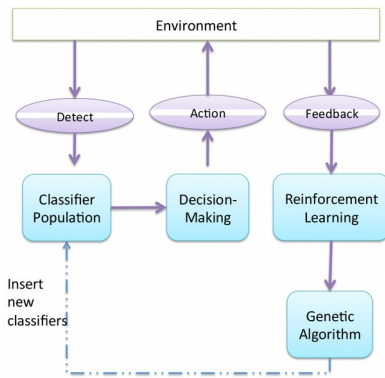 Environment
Detect
Action
Feedback
Classifier
Population
Decision-
Making
Reinforcement
Learning
Insert
new
classifiers
Genetic
Algorithm